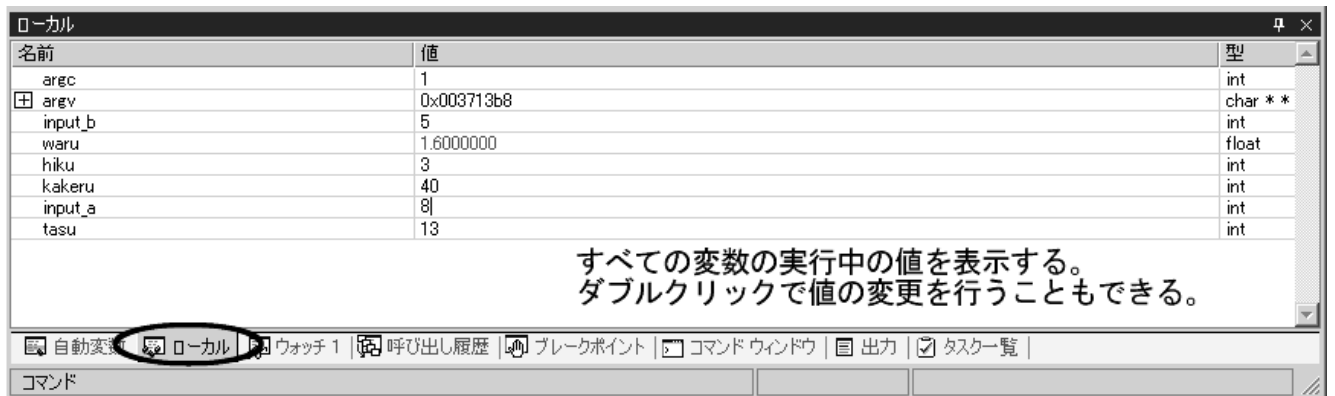 ローカル
名前 値 型
argc 1 int
argv 0x003713b8 char * *
input_b 5 int
waru 1.6000000 float
hiku 3 int
kakeru 40 int
input_a 8 int
tasu 13 int
すべての変数の実行中の値を表示する。
ダブルクリックで値の変更を行うこともできる。
自動変数 ローカル ウォッチ 1 呼び出し履歴 ブレークポイント コマンド ウィンドウ 出力 タスク一覧
コマンド